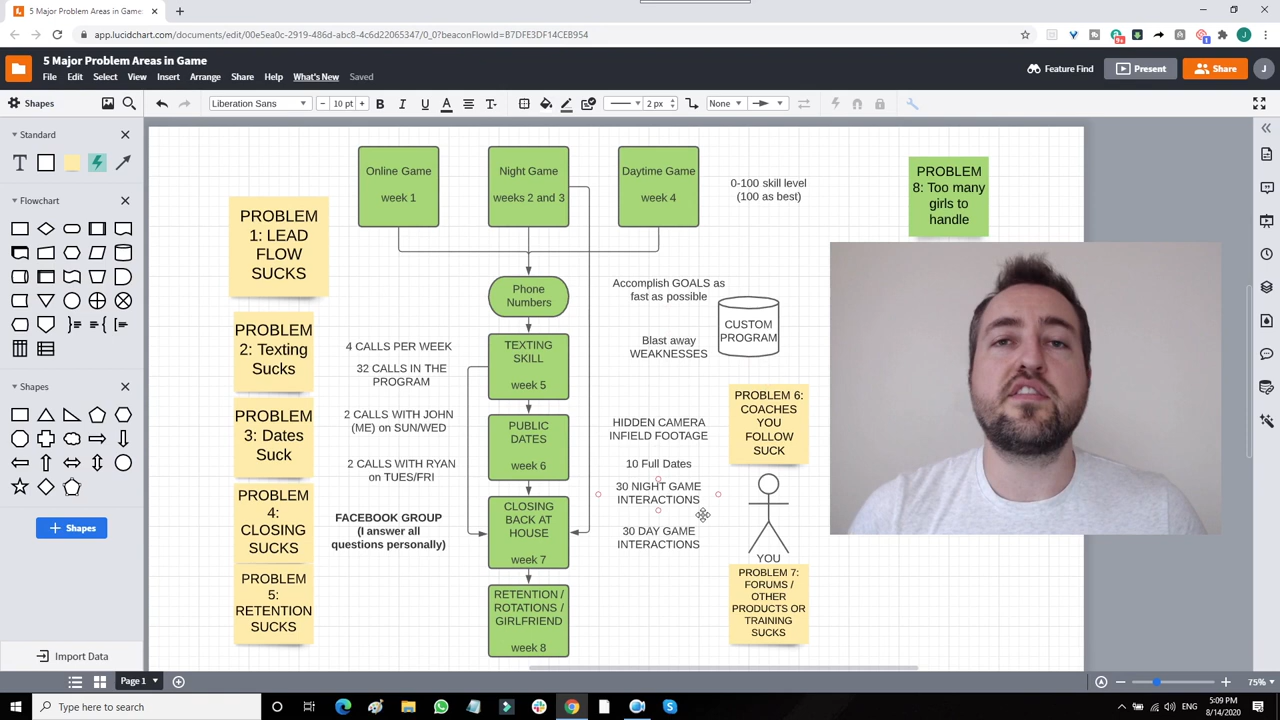 5 Major Problem Areas in Game
app.lucidchart.com/documents/edit/00e5ea0c-2919-486d-abc8-4c6d22065347/0_0?beaconFlowId=B7DFE3DF14CEB954
5 Major Problem Areas in Game
File Edit Select View Insert Arrange Share Help What's New Saved
Feature Find
Present
Share
J
Shapes
Liberation Sans
10 pt
B I U A T
2 px
None
Standard
Flowchart
Shapes
+ Shapes
Import Data
Online Game
week 1
Night Game
weeks 2 and 3
Daytime Game
week 4
0-100 skill level
(100 as best)
PROBLEM
8: Too many
girls to
handle
PROBLEM
1: LEAD
FLOW
SUCKS
PROBLEM
2: Texting
Sucks
PROBLEM
3: Dates
Suck
PROBLEM
4:
CLOSING
SUCKS
PROBLEM
5:
RETENTION
SUCKS
4 CALLS PER WEEK
32 CALLS IN THE
PROGRAM
2 CALLS WITH JOHN
(ME) on SUN/WED
2 CALLS WITH RYAN
on TUES/FRI
FACEBOOK GROUP
(I answer all
questions personally)
Phone
Numbers
TEXTING
SKILL
week 5
PUBLIC
DATES
week 6
CLOSING
BACK AT
HOUSE
week 7
RETENTION /
ROTATIONS /
GIRLFRIEND
week 8
Accomplish GOALS as
fast as possible
Blast away
WEAKNESSES
CUSTOM
PROGRAM
HIDDEN CAMERA
INFIELD FOOTAGE
10 Full Dates
30 NIGHT GAME
INTERACTIONS
30 DAY GAME
INTERACTIONS
PROBLEM 6:
COACHES
YOU
FOLLOW
SUCK
YOU
PROBLEM 7:
FORUMS /
OTHER
PRODUCTS OR
TRAINING
SUCKS
Page 1
75%
Type here to search
5:09 PM
8/14/2020